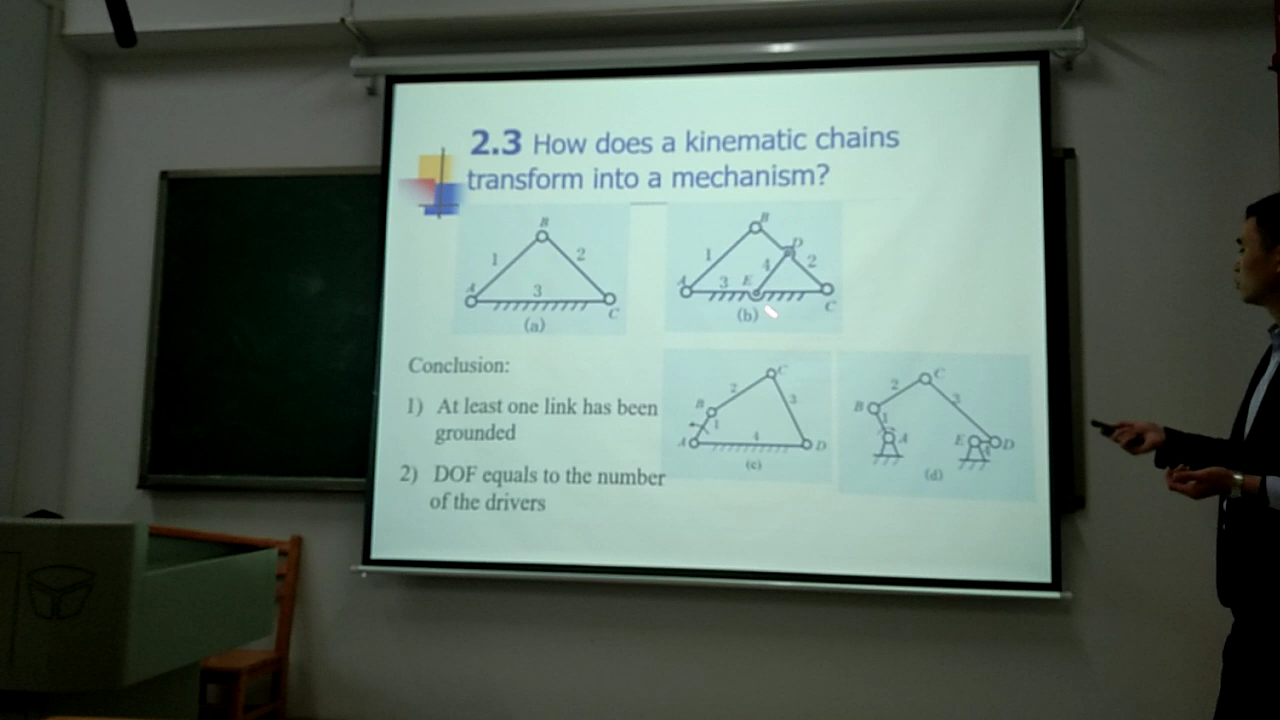 2.3 How does a kinematic chains
transform into a mechanism?
B
1
2
A
3
C
(a)
B
D
1
4
2
A
3
E
C
(b)
Conclusion:
1) At least one link has been
grounded
2) DOF equals to the number
of the drivers
C
2
B
3
1
A
4
D
(c)
C
2
B
3
1
A
E
D
4
(d)